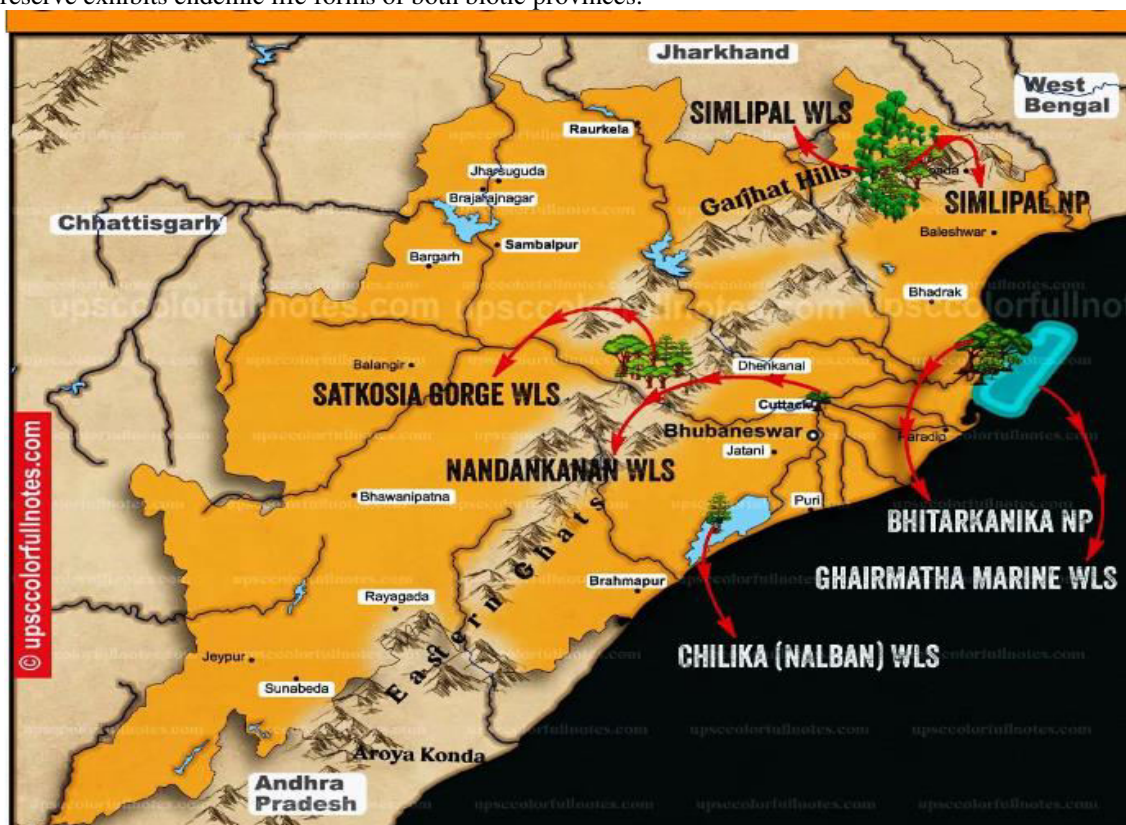 reserve exhibits endemic life forms of both biotic provinces.
Jharkhand
West
Bengal
SIMLIPAL WLS
Raurkela
Garjhat Hills
SIMLIPAL NP
Jharsuguda
Brajarajnagar
Chhattisgarh
Sambalpur
Baleshwar
Bargarh
upsccolorfullnotes.com
upsccolorfullnotes.com
Bhadrak
Balangir
Dhenkanal
SATKOSIA GORGE WLS
Cuttack
Bhubaneswar
Paradip
Jatani
NANDANKANAN WLS
Bhawanipatna
Puri
BHITARKANIKA NP
© upsccolorfullnotes.com
GHAIRMATHA MARINE WLS
Brahmapur
Eastern Ghats
Rayagada
CHILIKA (NALBAN) WLS
Jeypur
Sunabeda
Aroya Konda
Andhra
Pradesh